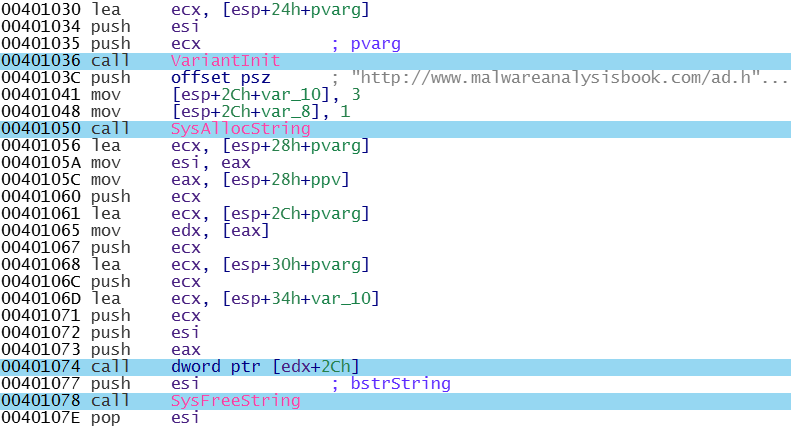 00401030 lea ecx, [esp+24h+pvarg]
00401034 push esi
00401035 push ecx ; pvarg
00401036 call VariantInit
0040103C push offset psz ; "http://www.malwareanalysisbook.com/ad.h"...
00401041 mov [esp+2Ch+var_10], 3
00401048 mov [esp+2Ch+var_8], 1
00401050 call SysAllocString
00401056 lea ecx, [esp+28h+pvarg]
0040105A mov esi, eax
0040105C mov eax, [esp+28h+ppv]
00401060 push ecx
00401061 lea ecx, [esp+2Ch+pvarg]
00401065 mov edx, [eax]
00401067 push ecx
00401068 lea ecx, [esp+30h+pvarg]
0040106C push ecx
0040106D lea ecx, [esp+34h+var_10]
00401071 push ecx
00401072 push esi
00401073 push eax
00401074 call dword ptr [edx+2Ch]
00401077 push esi ; bstrString
00401078 call SysFreeString
0040107E pop esi